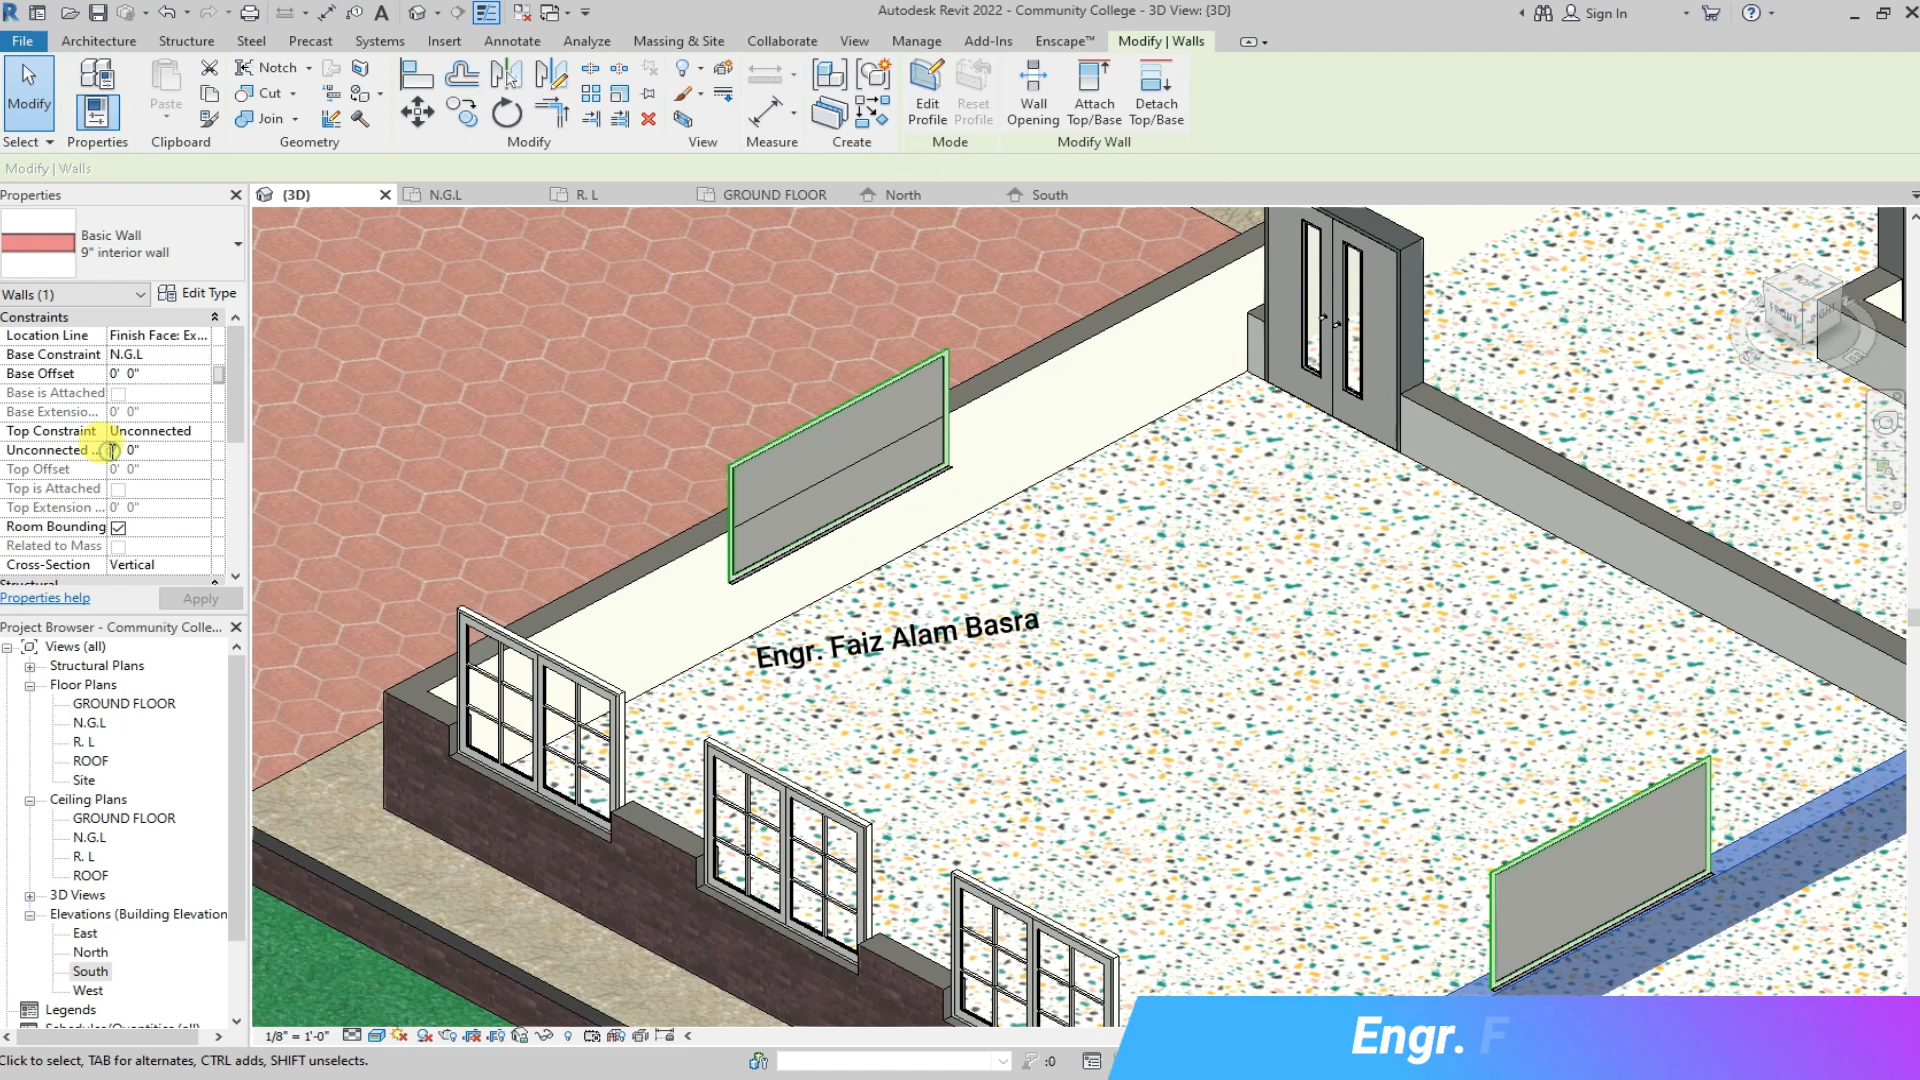 Autodesk Revit 2022 - Community College - 3D View: {3D}
Sign In
File Architecture Structure Steel Precast Systems Insert Annotate Analyze Massing & Site Collaborate View Manage Add-Ins Enscape™ Modify | Walls
Modify
Paste
Notch
Cut
Join
Edit Profile
Reset Profile
Wall Opening
Attach Top/Base
Detach Top/Base
Select Properties Clipboard Geometry Modify View Measure Create Mode Modify Wall
Modify | Walls
Properties
{3D} N.G.L R. L GROUND FLOOR North South
Basic Wall
9" interior wall
Walls (1) Edit Type
Constraints
Location Line Finish Face: Ex...
Base Constraint N.G.L
Base Offset 0' 0"
Base is Attached
Base Extensio... 0' 0"
Top Constraint Unconnected
Unconnected ... 0"
Top Offset 0' 0"
Top is Attached
Top Extension ... 0' 0"
Room Bounding
Related to Mass
Cross-Section Vertical
Structural
Properties help Apply
Project Browser - Community Colle...
Views (all)
Structural Plans
Floor Plans
GROUND FLOOR
N.G.L
R. L
ROOF
Site
Ceiling Plans
GROUND FLOOR
N.G.L
R. L
ROOF
3D Views
Elevations (Building Elevation
East
North
South
West
Legends
Schedules/Quantities (all)
TOP
FRONT
RIGHT
Engr. Faiz Alam Basra
1/8" = 1'-0"
Click to select, TAB for alternates, CTRL adds, SHIFT unselects.
:0
Engr. F